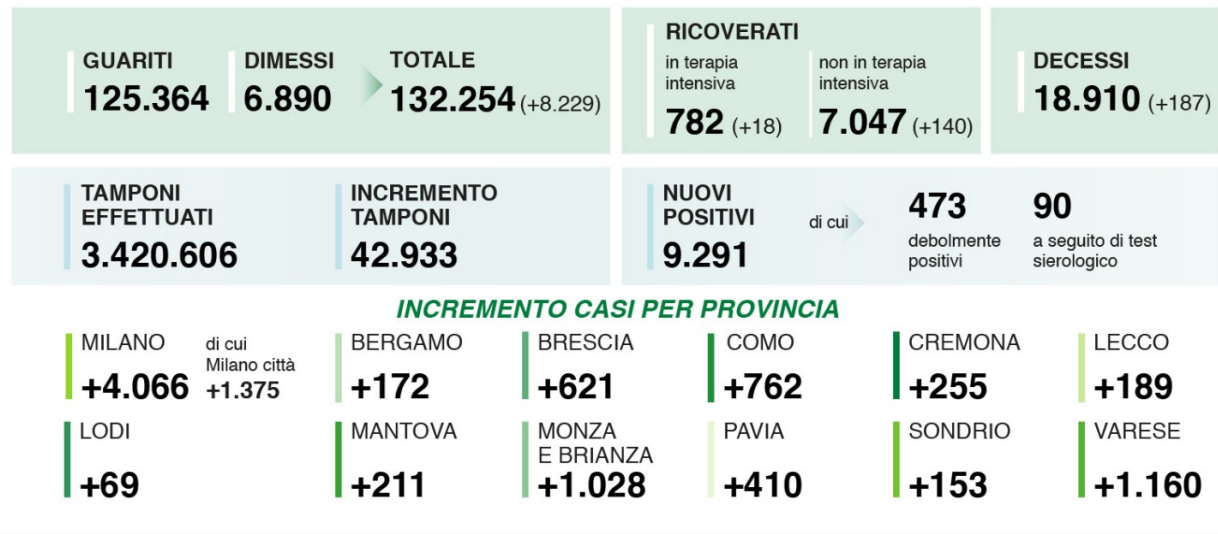 GUARITI
125.364
DIMESSI
6.890
TOTALE
132.254 (+8.229)
RICOVERATI
in terapia
intensiva
782 (+18)
non in terapia
intensiva
7.047 (+140)
DECESSI
18.910 (+187)
TAMPONI
EFFETTUATI
3.420.606
INCREMENTO
TAMPONI
42.933
NUOVI
POSITIVI
9.291
di cui
473
debolmente
positivi
90
a seguito di test
sierologico
INCREMENTO CASI PER PROVINCIA
MILANO
+4.066
di cui
Milano città
+1.375
BERGAMO
+172
BRESCIA
+621
COMO
+762
CREMONA
+255
LECCO
+189
LODI
+69
MANTOVA
+211
MONZA
E BRIANZA
+1.028
PAVIA
+410
SONDRIO
+153
VARESE
+1.160